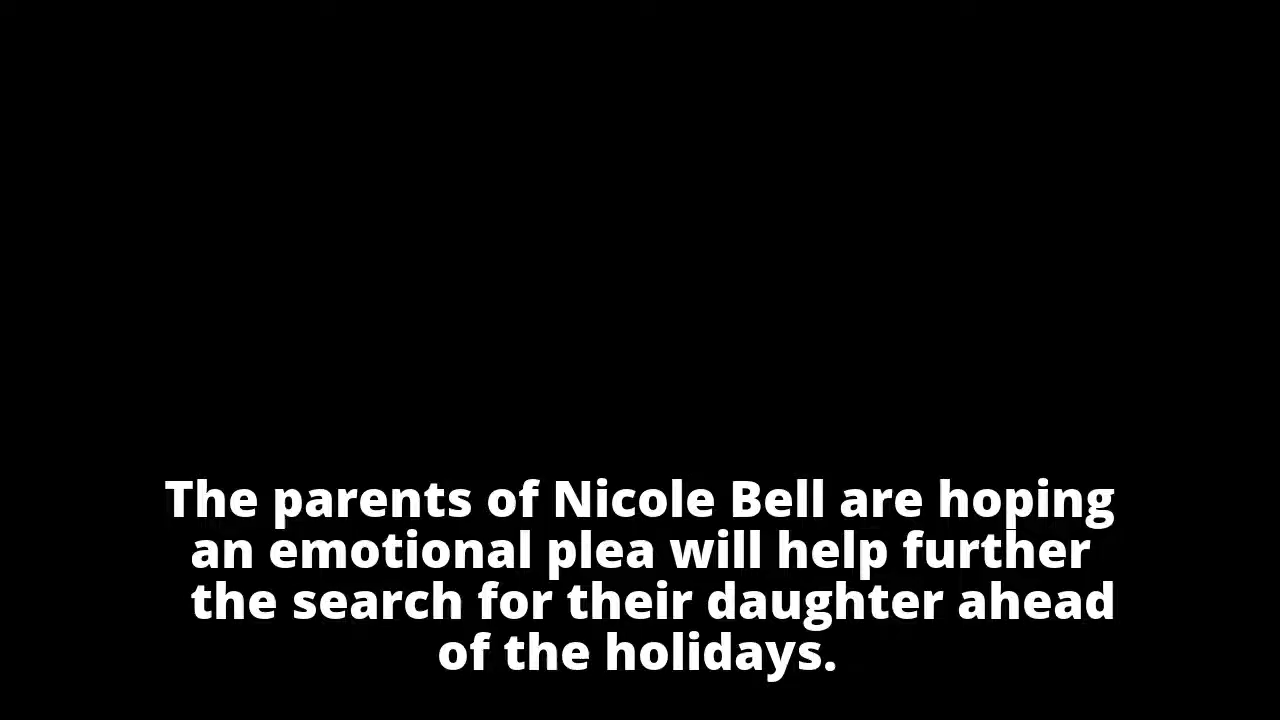 The parents of Nicole Bell are hoping
an emotional plea will help further
the search for their daughter ahead
of the holidays.